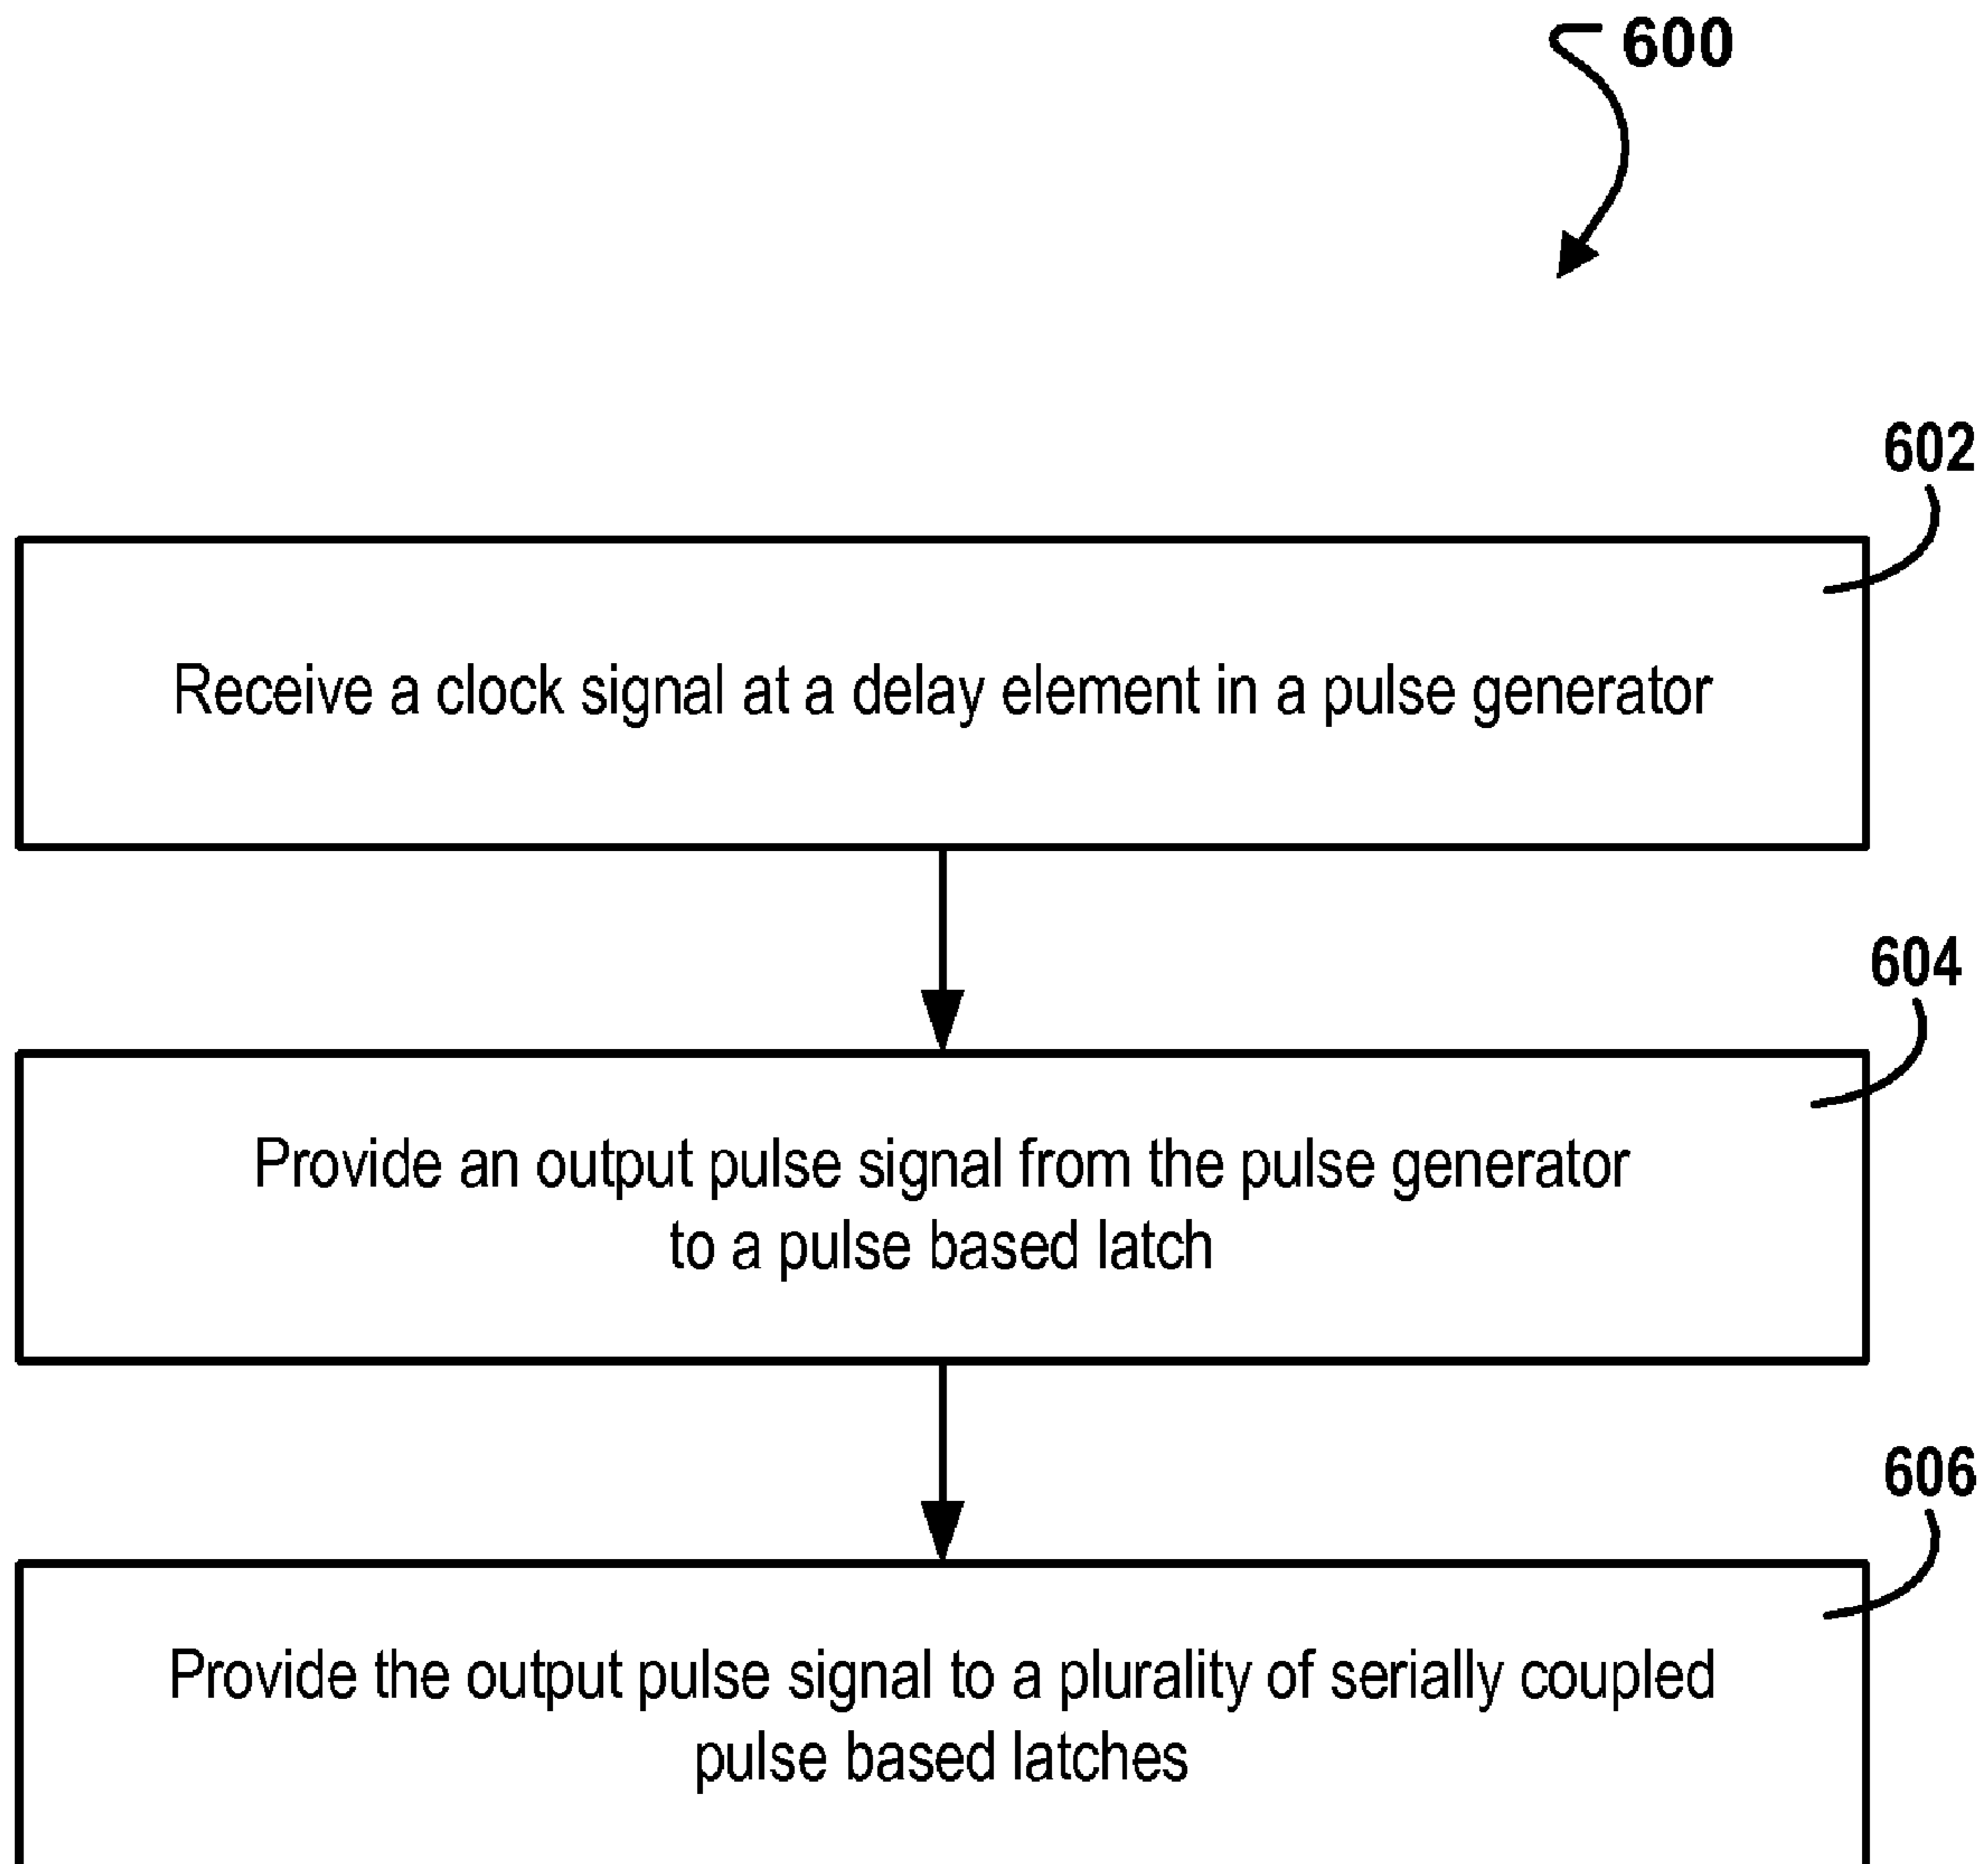 600
602
Receive a clock signal at a delay element in a pulse generator
604
Provide an output pulse signal from the pulse generator
to a pulse based latch
606
Provide the output pulse signal to a plurality of serially coupled
pulse based latches